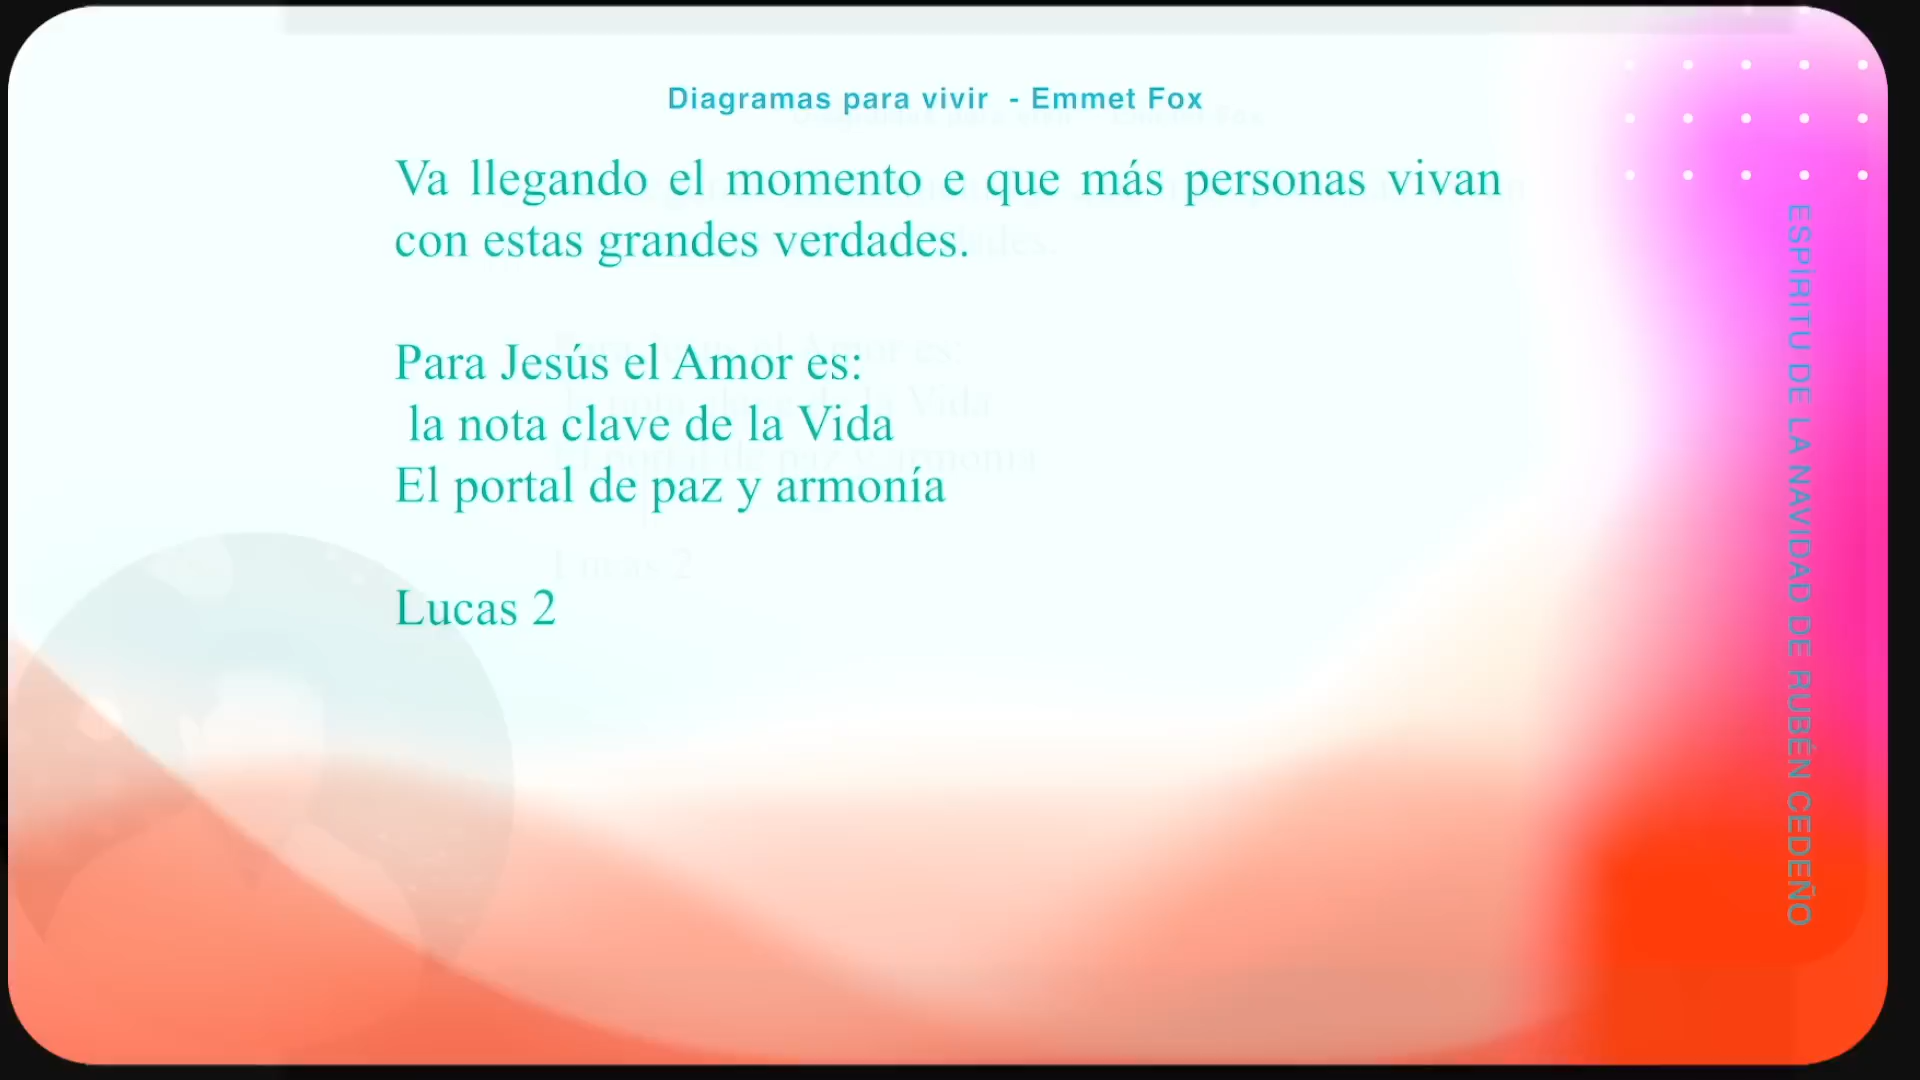 Diagramas para vivir - Emmet Fox
Va llegando el momento e que más personas vivan
con estas grandes verdades.
Para Jesús el Amor es:
la nota clave de la Vida
El portal de paz y armonía
Lucas 2
ESPÍRITU DE LA NAVIDAD DE RUBÉN CEDEÑO